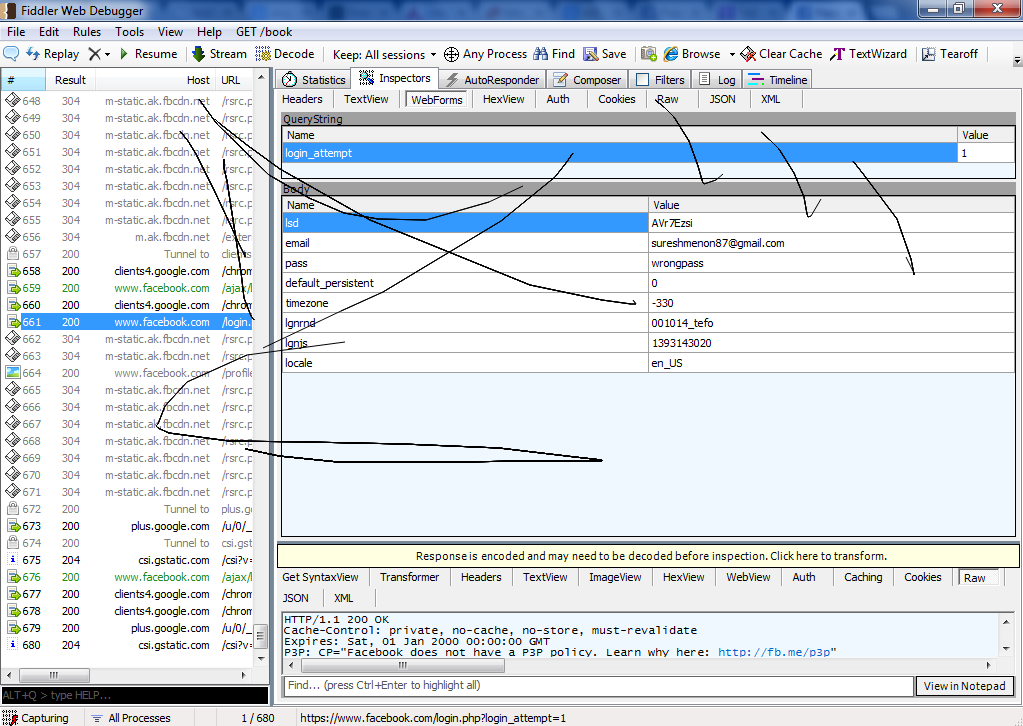 Fiddler Web Debugger
File Edit Rules Tools View Help GET /book
Replay Resume Stream Decode Keep: All sessions Any Process Find Save Browse Clear Cache TextWizard Tearoff
# Result Host URL
Statistics Inspectors AutoResponder Composer Filters Log Timeline
Headers TextView WebForms HexView Auth Cookies Raw JSON XML
648 304 m-static.ak.fbcdn.net /rsrc.p
649 304 m-static.ak.fbcdn.net /rsrc.p
650 304 m-static.ak.fbcdn.net /rsrc.p
651 304 m-static.ak.fbcdn.net /rsrc.p
652 304 m-static.ak.fbcdn.net /rsrc.p
653 304 m-static.ak.fbcdn.net /rsrc.p
654 304 m-static.ak.fbcdn.net /rsrc.p
655 304 m-static.ak.fbcdn.net /rsrc.p
656 304 m.ak.fbcdn.net /exter
657 200 Tunnel to clients
658 200 clients4.google.com /chrom
659 200 www.facebook.com /ajax/l
660 200 clients4.google.com /chrom
661 200 www.facebook.com /login.
662 304 m-static.ak.fbcdn.net /rsrc.p
663 304 m-static.ak.fbcdn.net /rsrc.p
664 200 www.facebook.com /profile
665 304 m-static.ak.fbcdn.net /rsrc.p
666 304 m-static.ak.fbcdn.net /rsrc.p
667 304 m-static.ak.fbcdn.net /rsrc.p
668 304 m-static.ak.fbcdn.net /rsrc.p
669 304 m-static.ak.fbcdn.net /rsrc.p
670 304 m-static.ak.fbcdn.net /rsrc.p
671 304 m-static.ak.fbcdn.net /rsrc.p
672 200 Tunnel to plus.go
673 200 plus.google.com /u/0/_
674 200 Tunnel to csi.gst
675 204 csi.gstatic.com /csi?v=
676 200 www.facebook.com /ajax/l
677 200 clients4.google.com /chrom
678 200 clients4.google.com /chrom
679 200 plus.google.com /u/0/_
680 204 csi.gstatic.com /csi?v=
QueryString
Name Value
login_attempt 1
Body
Name Value
lsd AVr7Ezsi
email sureshmenon87@gmail.com
pass wrongpass
default_persistent 0
timezone -330
lgnrnd 001014_tefo
lgnjs 1393143020
locale en_US
Response is encoded and may need to be decoded before inspection. Click here to transform.
Get SyntaxView Transformer Headers TextView ImageView HexView WebView Auth Caching Cookies Raw
JSON XML
HTTP/1.1 200 OK
Cache-Control: private, no-cache, no-store, must-revalidate
Expires: Sat, 01 Jan 2000 00:00:00 GMT
P3P: CP="Facebook does not have a P3P policy. Learn why here: http://fb.me/p3p"
Find... (press Ctrl+Enter to highlight all) View in Notepad
ALT+Q > type HELP...
Capturing All Processes 1 / 680 https://www.facebook.com/login.php?login_attempt=1